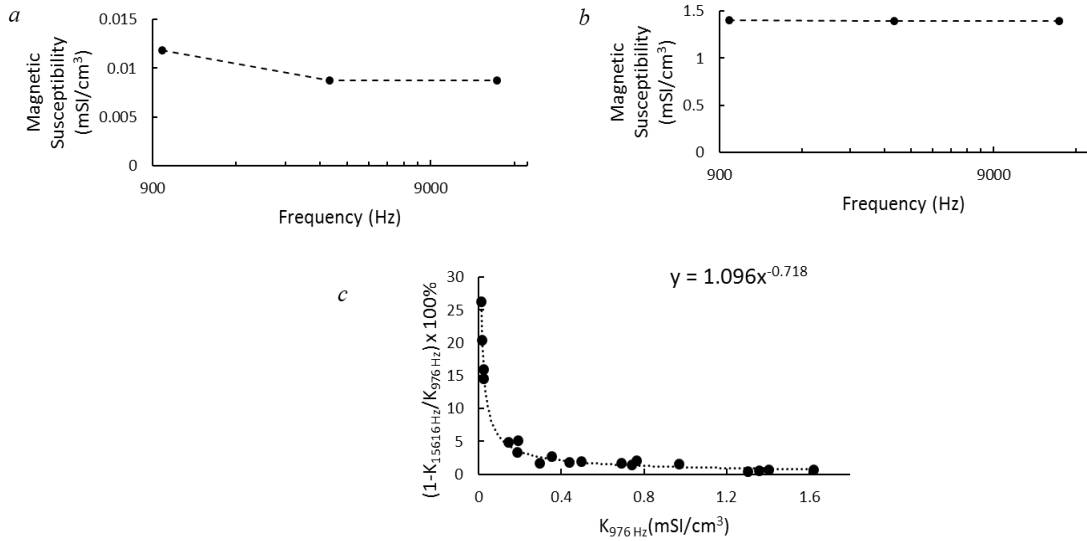 a
0.015
0.01
0.005
0
Magnetic
Susceptibility
(mSI/cm³)
900
9000
Frequency (Hz)
b
1.5
1
0.5
0
Magnetic
Susceptibility
(mSI/cm³)
900
9000
Frequency (Hz)
c
y = 1.096x⁻⁰·⁷¹⁸
30
25
20
15
10
5
0
(1-K₁₅₆₁₆ Hz/K₉₇₆ Hz) x 100%
0
0.4
0.8
1.2
1.6
K₉₇₆ Hz(mSI/cm³)